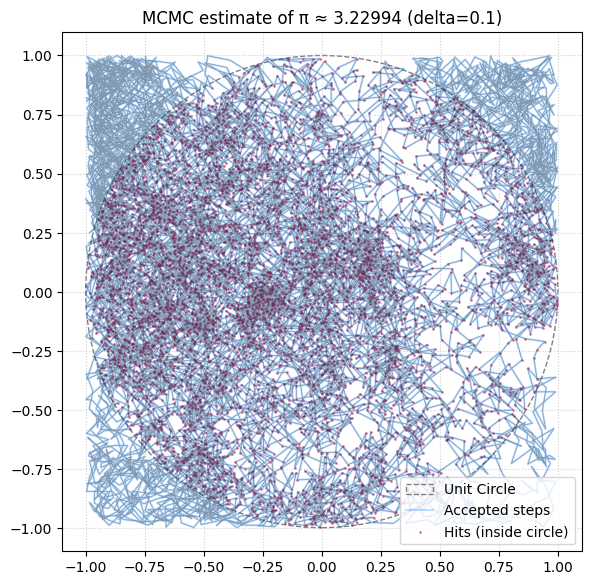 MCMC estimate of π ≈ 3.22994 (delta=0.1)
1.00
0.75
0.50
0.25
0.00
−0.25
−0.50
−0.75
−1.00
Unit Circle
Accepted steps
Hits (inside circle)
−1.00 −0.75 −0.50 −0.25 0.00 0.25 0.50 0.75 1.00